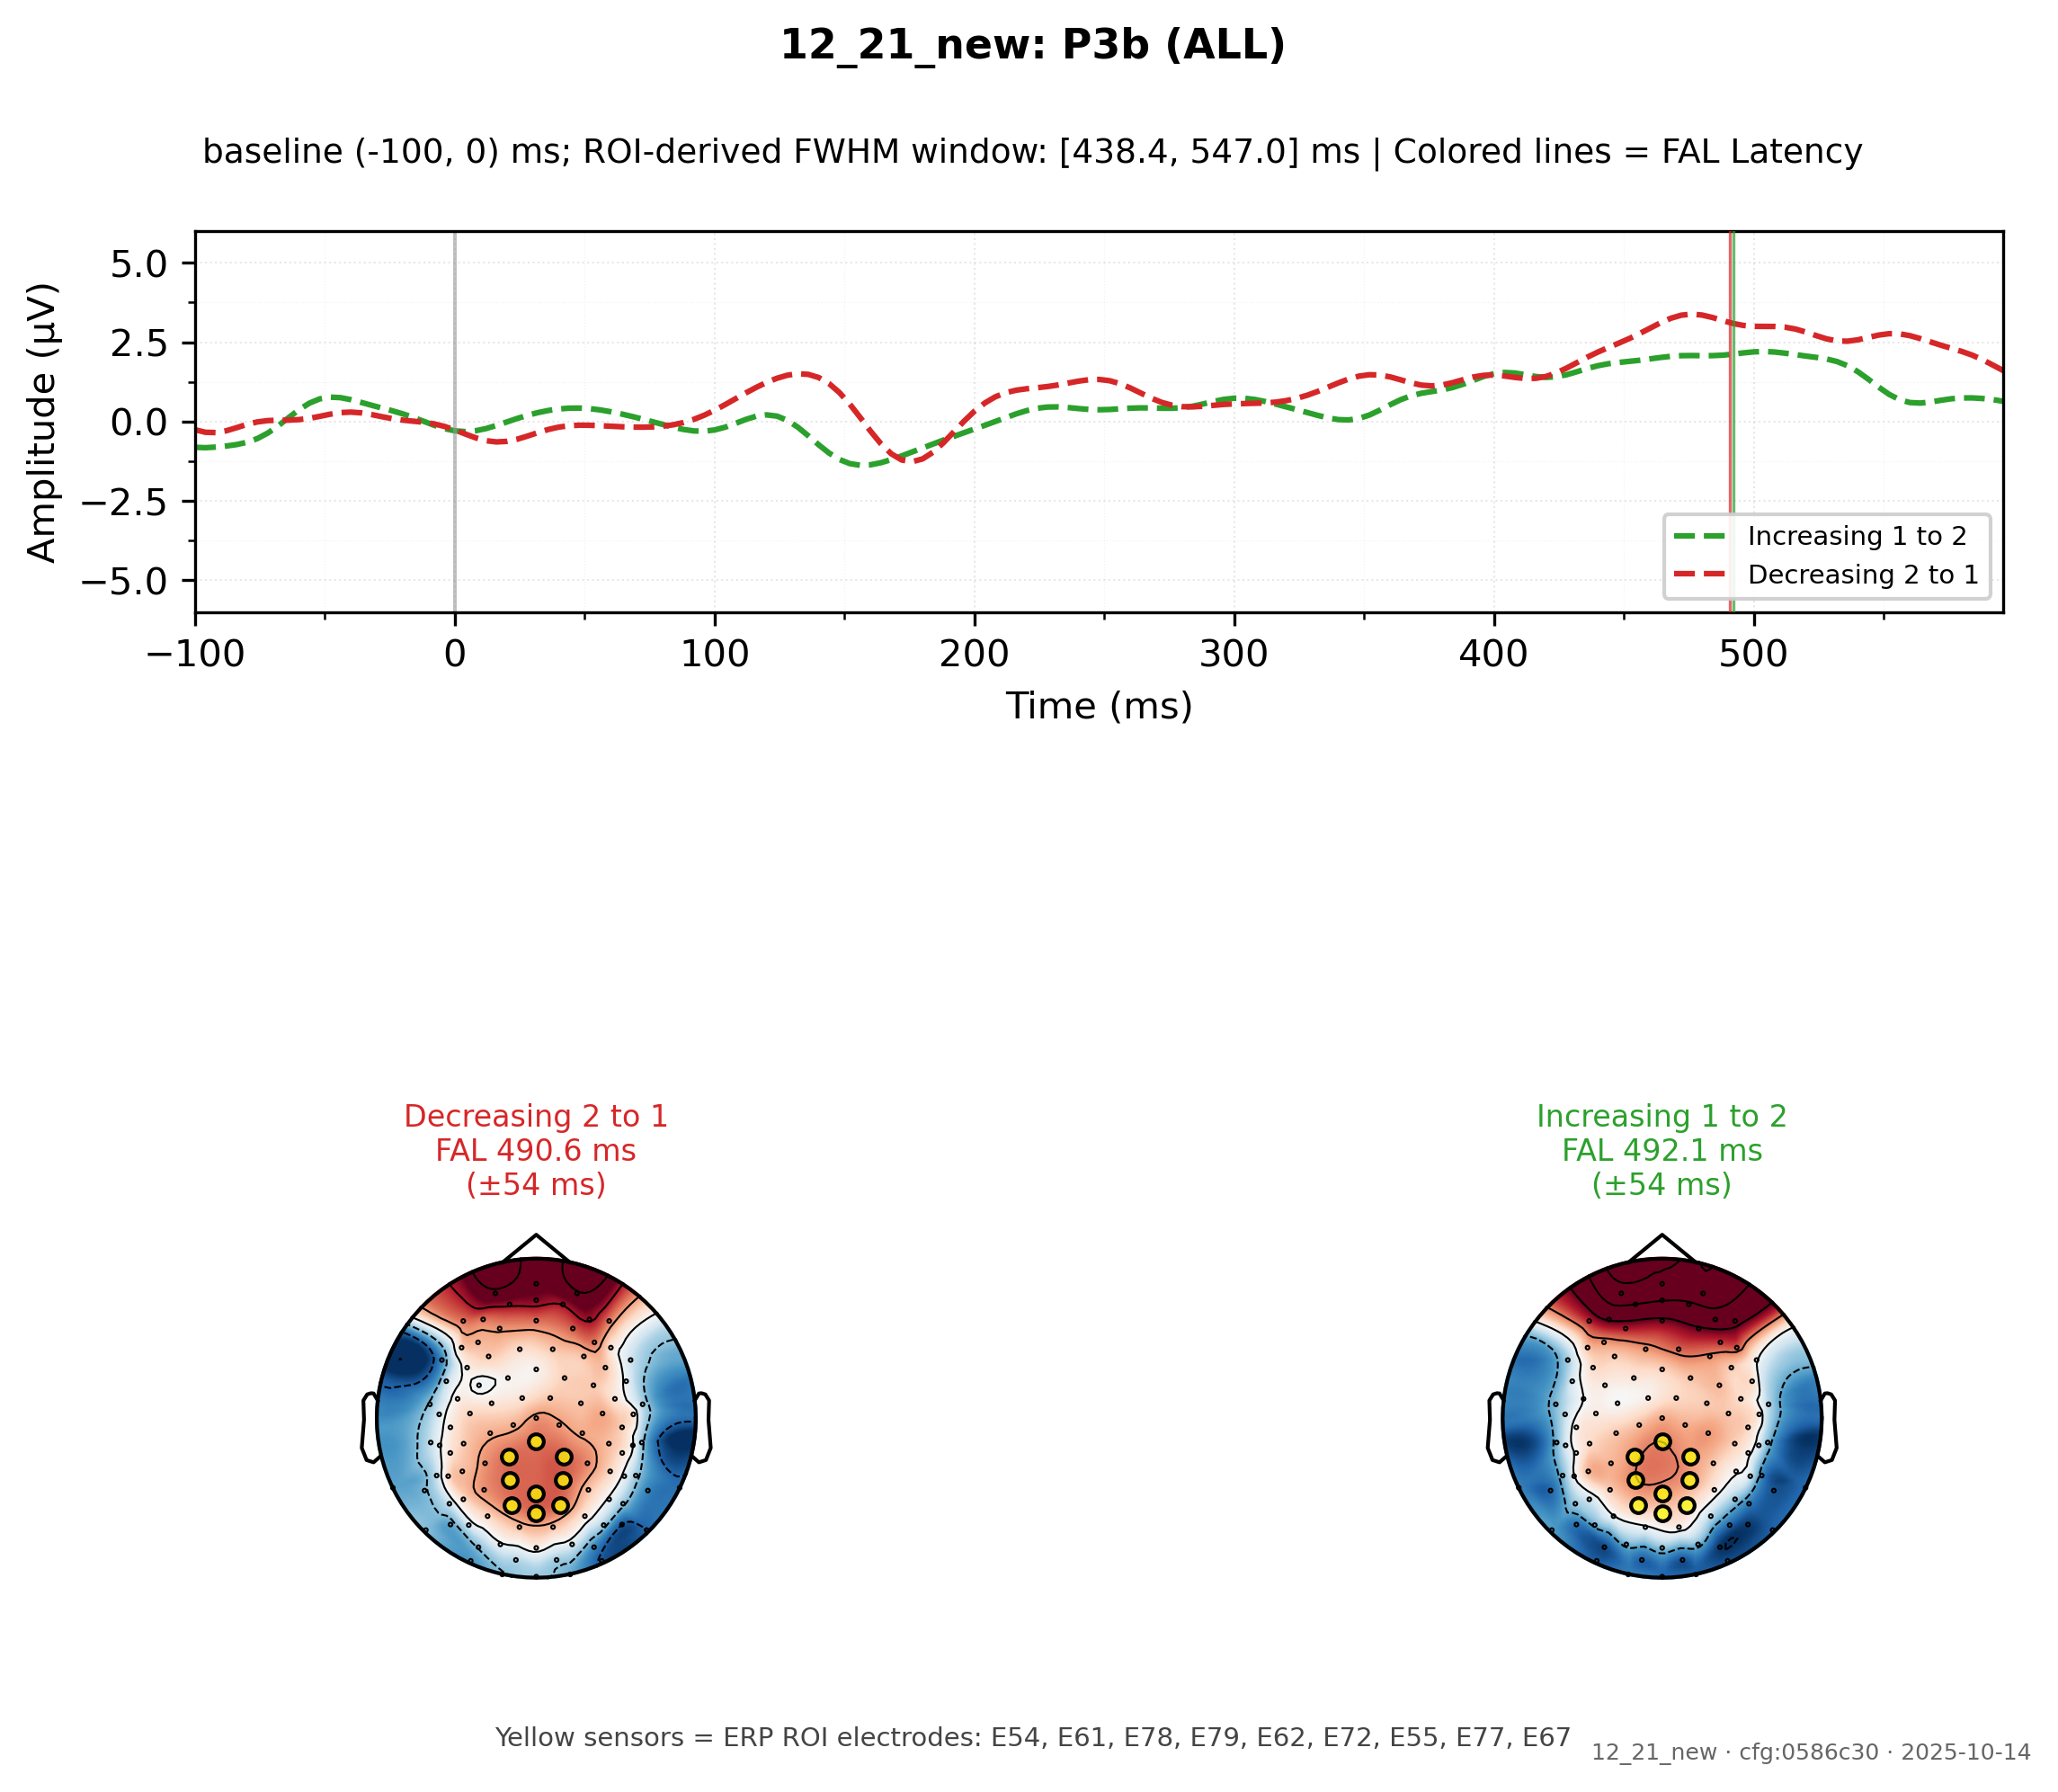 12_21_new: P3b (ALL)
baseline (-100, 0) ms; ROI-derived FWHM window: [438.4, 547.0] ms | Colored lines = FAL Latency
Amplitude (µV)
5.0
2.5
0.0
−2.5
−5.0
Increasing 1 to 2
Decreasing 2 to 1
−100 0 100 200 300 400 500
Time (ms)
Decreasing 2 to 1
FAL 490.6 ms
(±54 ms)
Increasing 1 to 2
FAL 492.1 ms
(±54 ms)
Yellow sensors = ERP ROI electrodes: E54, E61, E78, E79, E62, E72, E55, E77, E67
12_21_new · cfg:0586c30 · 2025-10-14